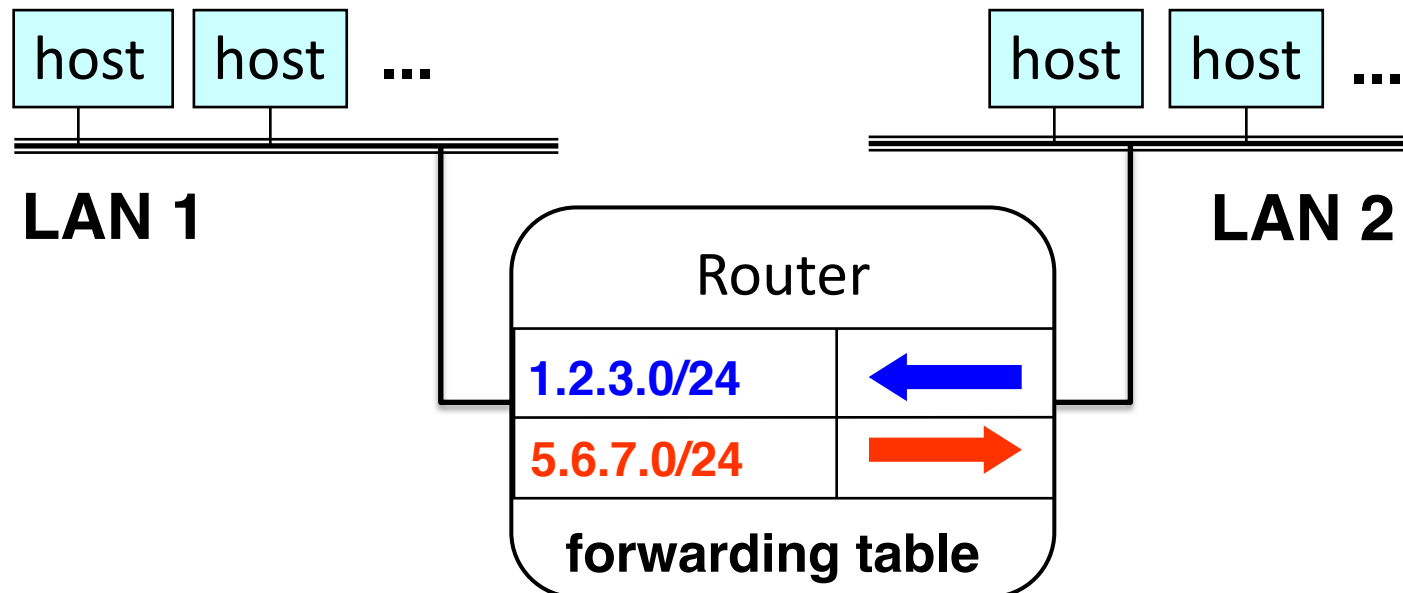 host host ...
host host ...
LAN 1
LAN 2
Router
1.2.3.0/24
5.6.7.0/24
forwarding table